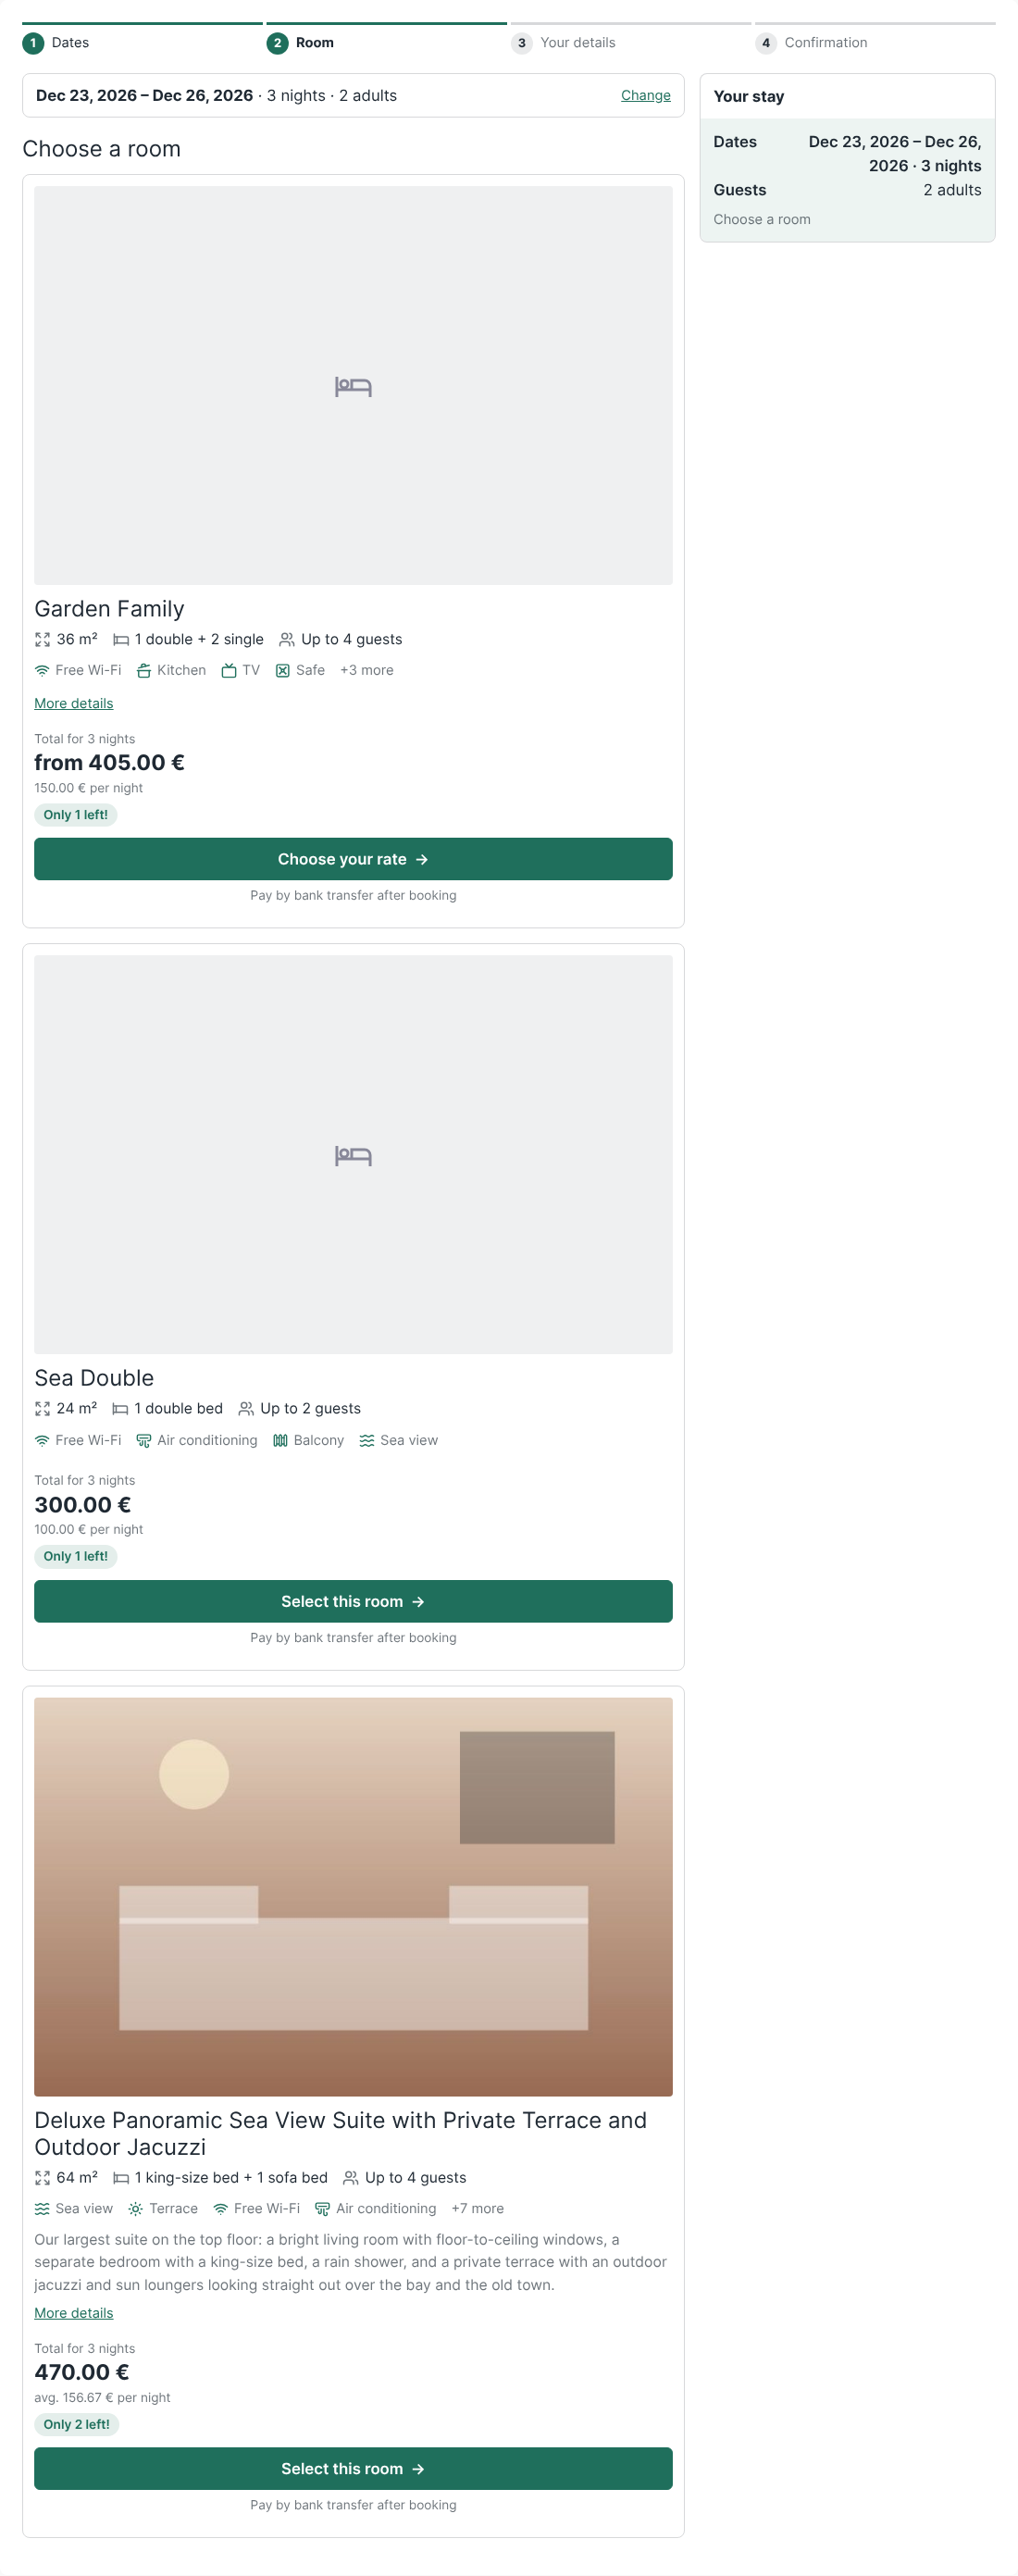 1 Dates
2 Room
3 Your details
4 Confirmation
Dec 23, 2026 – Dec 26, 2026 · 3 nights · 2 adults
Change
Choose a room
Garden Family
36 m² 1 double + 2 single Up to 4 guests
Free Wi-Fi Kitchen TV Safe +3 more
More details
Total for 3 nights
from 405.00 €
150.00 € per night
Only 1 left!
Choose your rate →
Pay by bank transfer after booking
Sea Double
24 m² 1 double bed Up to 2 guests
Free Wi-Fi Air conditioning Balcony Sea view
Total for 3 nights
300.00 €
100.00 € per night
Only 1 left!
Select this room →
Pay by bank transfer after booking
Deluxe Panoramic Sea View Suite with Private Terrace and
Outdoor Jacuzzi
64 m² 1 king-size bed + 1 sofa bed Up to 4 guests
Sea view Terrace Free Wi-Fi Air conditioning +7 more
Our largest suite on the top floor: a bright living room with floor-to-ceiling windows, a
separate bedroom with a king-size bed, a rain shower, and a private terrace with an outdoor
jacuzzi and sun loungers looking straight out over the bay and the old town.
More details
Total for 3 nights
470.00 €
avg. 156.67 € per night
Only 2 left!
Select this room →
Pay by bank transfer after booking
Your stay
Dates Dec 23, 2026 – Dec 26,
2026 · 3 nights
Guests 2 adults
Choose a room